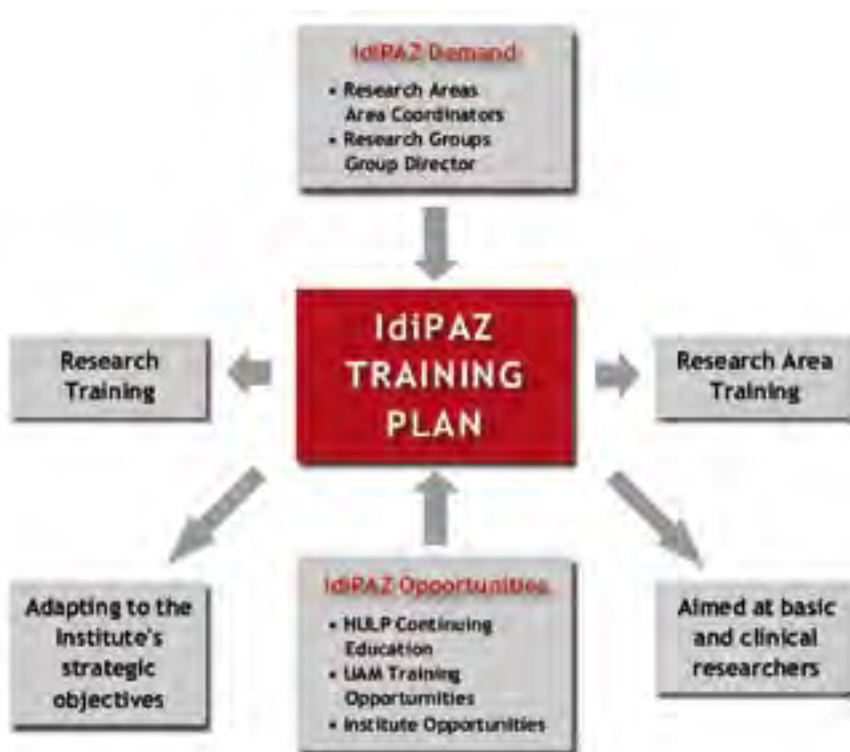 IdiPAZ Demand
• Research Areas
Area Coordinators
• Research Groups
Group Director
IdiPAZ
TRAINING
PLAN
Research
Training
Research Area
Training
Adapting to the
Institute's
strategic
objectives
IdiPAZ Opportunities
• HULP Continuing
Education
• UAM Training
Opportunities
• Institute Opportunities
Aimed at basic
and clinical
researchers